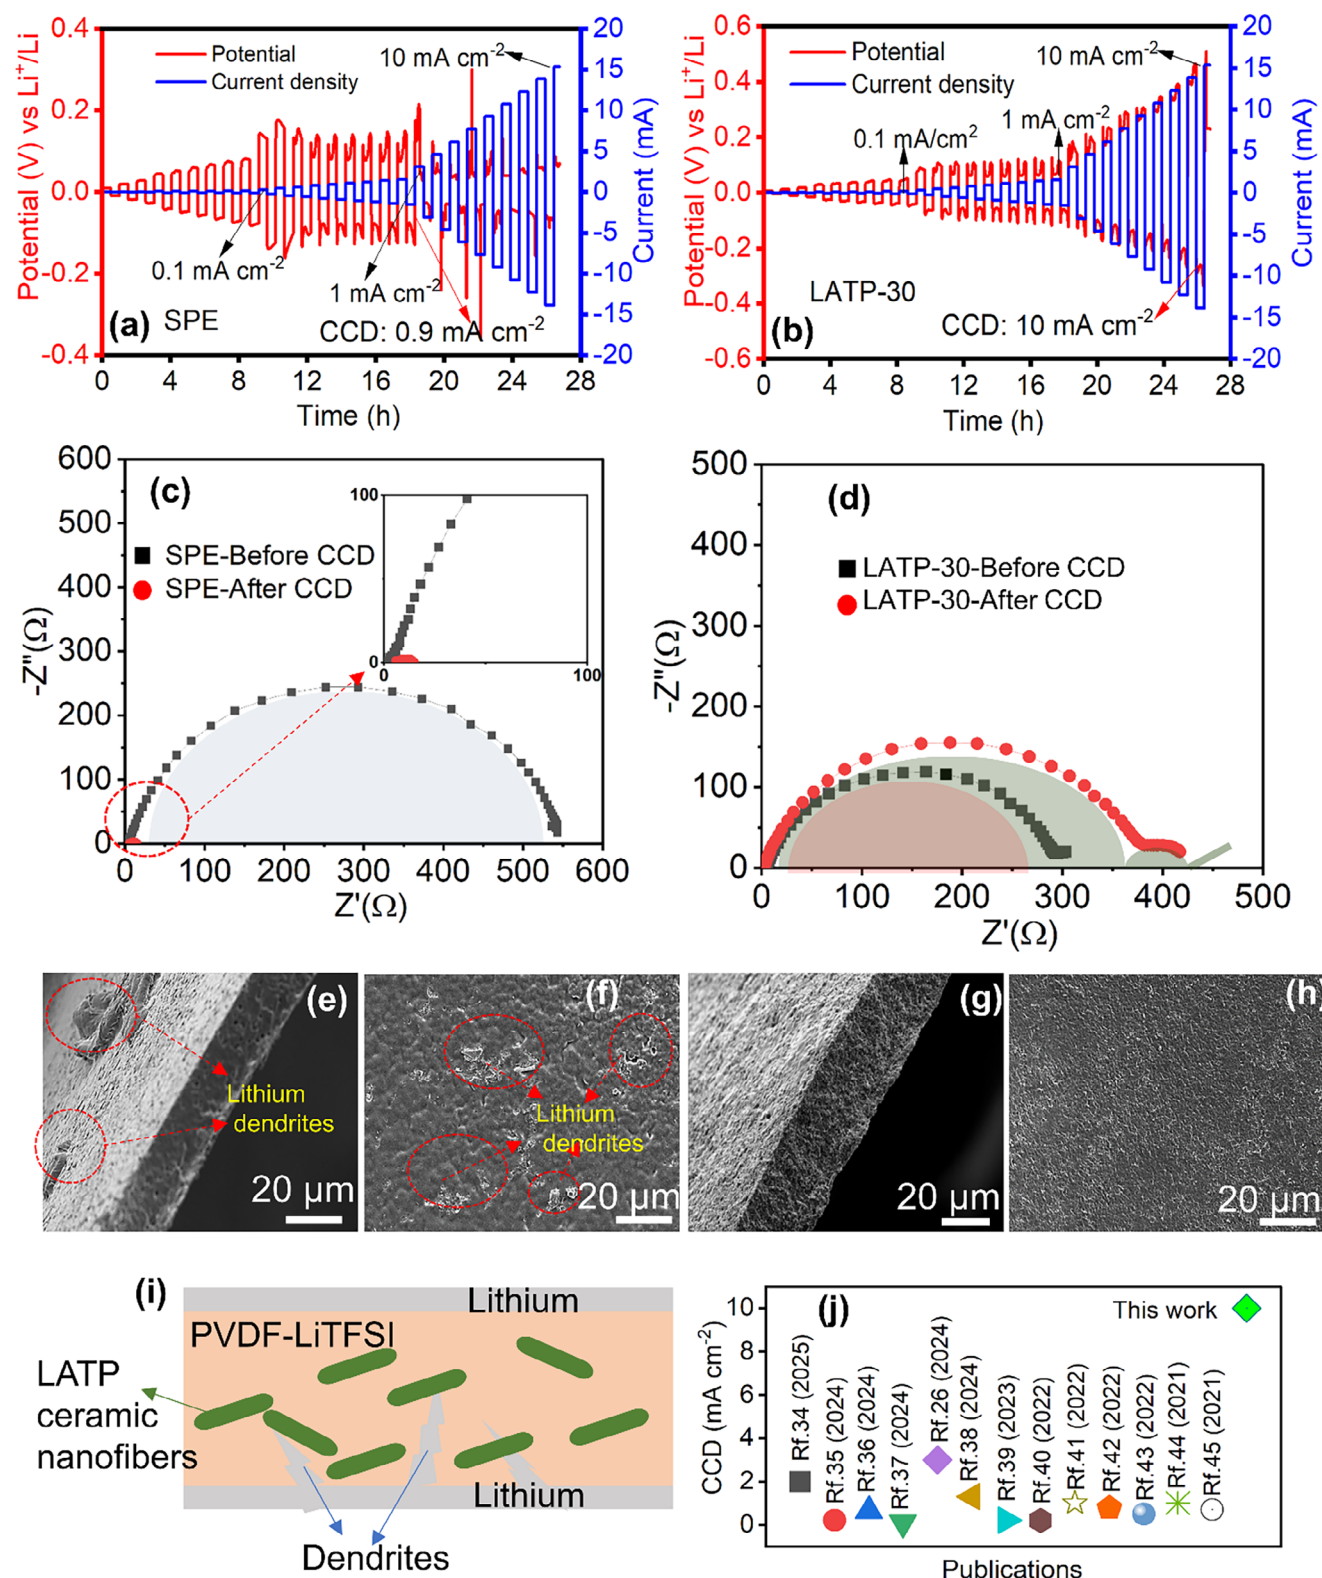 Potential
Current density
10 mA cm⁻²
0.1 mA cm⁻²
1 mA cm⁻²
CCD: 0.9 mA cm⁻²
(a) SPE
Potential (V) vs Li⁺/Li
0.4
0.2
0.0
-0.2
-0.4
Current (mA)
20
15
10
5
0
-5
-10
-15
-20
0 4 8 12 16 20 24 28
Time (h)
Potential
Current density
10 mA cm⁻²
0.1 mA/cm²
1 mA cm⁻²
LATP-30
CCD: 10 mA cm⁻²
(b)
Potential (V) vs Li⁺/Li
0.6
0.4
0.2
0.0
-0.2
-0.4
-0.6
Current (mA)
20
15
10
5
0
-5
-10
-15
-20
0 4 8 12 16 20 24 28
Time (h)
(c)
SPE-Before CCD
SPE-After CCD
100
0
0 100
-Z''(Ω)
600
500
400
300
200
100
0
0 100 200 300 400 500 600
Z'(Ω)
(d)
LATP-30-Before CCD
LATP-30-After CCD
-Z''(Ω)
500
400
300
200
100
0
0 100 200 300 400 500
Z'(Ω)
(e)
Lithium
dendrites
20 µm
(f)
Lithium
dendrites
20 µm
(g)
20 µm
(h)
20 µm
(i)
Lithium
PVDF-LiTFSI
LATP
ceramic
nanofibers
Lithium
Dendrites
(j)
This work
CCD (mA cm⁻²)
10
8
6
4
2
0
Rf.34 (2025)
Rf.35 (2024)
Rf.36 (2024)
Rf.37 (2024)
Rf.26 (2024)
Rf.38 (2024)
Rf.39 (2023)
Rf.40 (2022)
Rf.41 (2022)
Rf.42 (2022)
Rf.43 (2022)
Rf.44 (2021)
Rf.45 (2021)
Publications